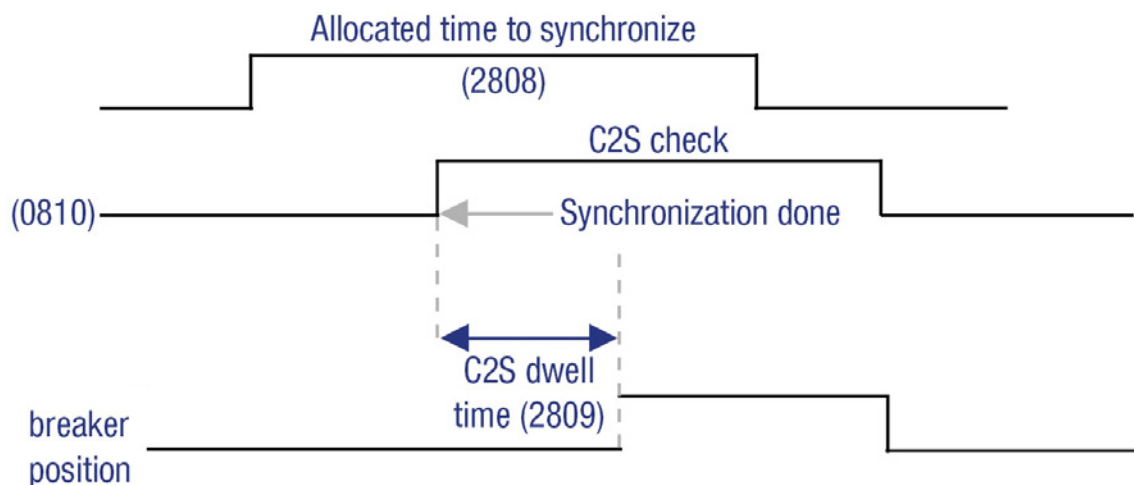 Allocated time to synchronize
(2808)
C2S check
(0810)
Synchronization done
C2S dwell
time (2809)
breaker
position